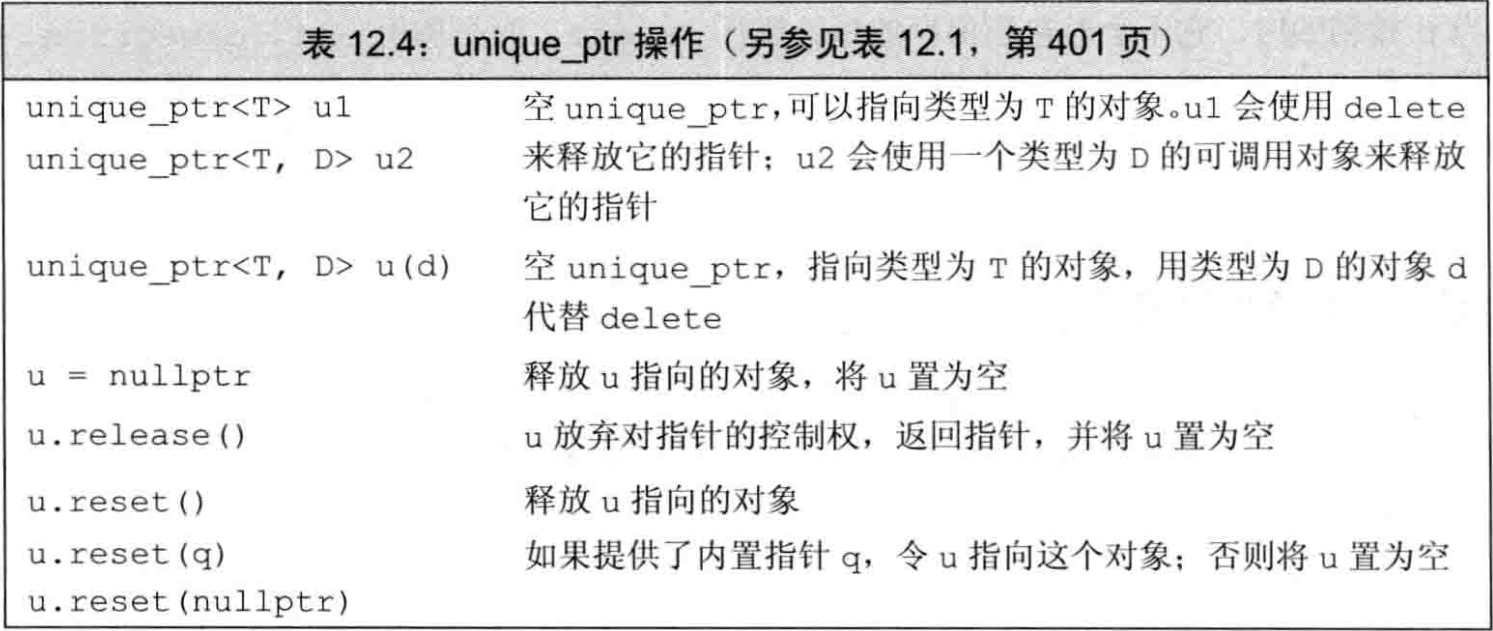 表 12.4：unique_ptr 操作（另参见表 12.1，第 401 页）
unique_ptr<T> u1 空 unique_ptr，可以指向类型为 T 的对象。u1 会使用 delete
unique_ptr<T, D> u2 来释放它的指针；u2 会使用一个类型为 D 的可调用对象来释放
它的指针
unique_ptr<T, D> u(d) 空 unique_ptr，指向类型为 T 的对象，用类型为 D 的对象 d
代替 delete
u = nullptr 释放 u 指向的对象，将 u 置为空
u.release() u 放弃对指针的控制权，返回指针，并将 u 置为空
u.reset() 释放 u 指向的对象
u.reset(q) 如果提供了内置指针 q，令 u 指向这个对象；否则将 u 置为空
u.reset(nullptr)